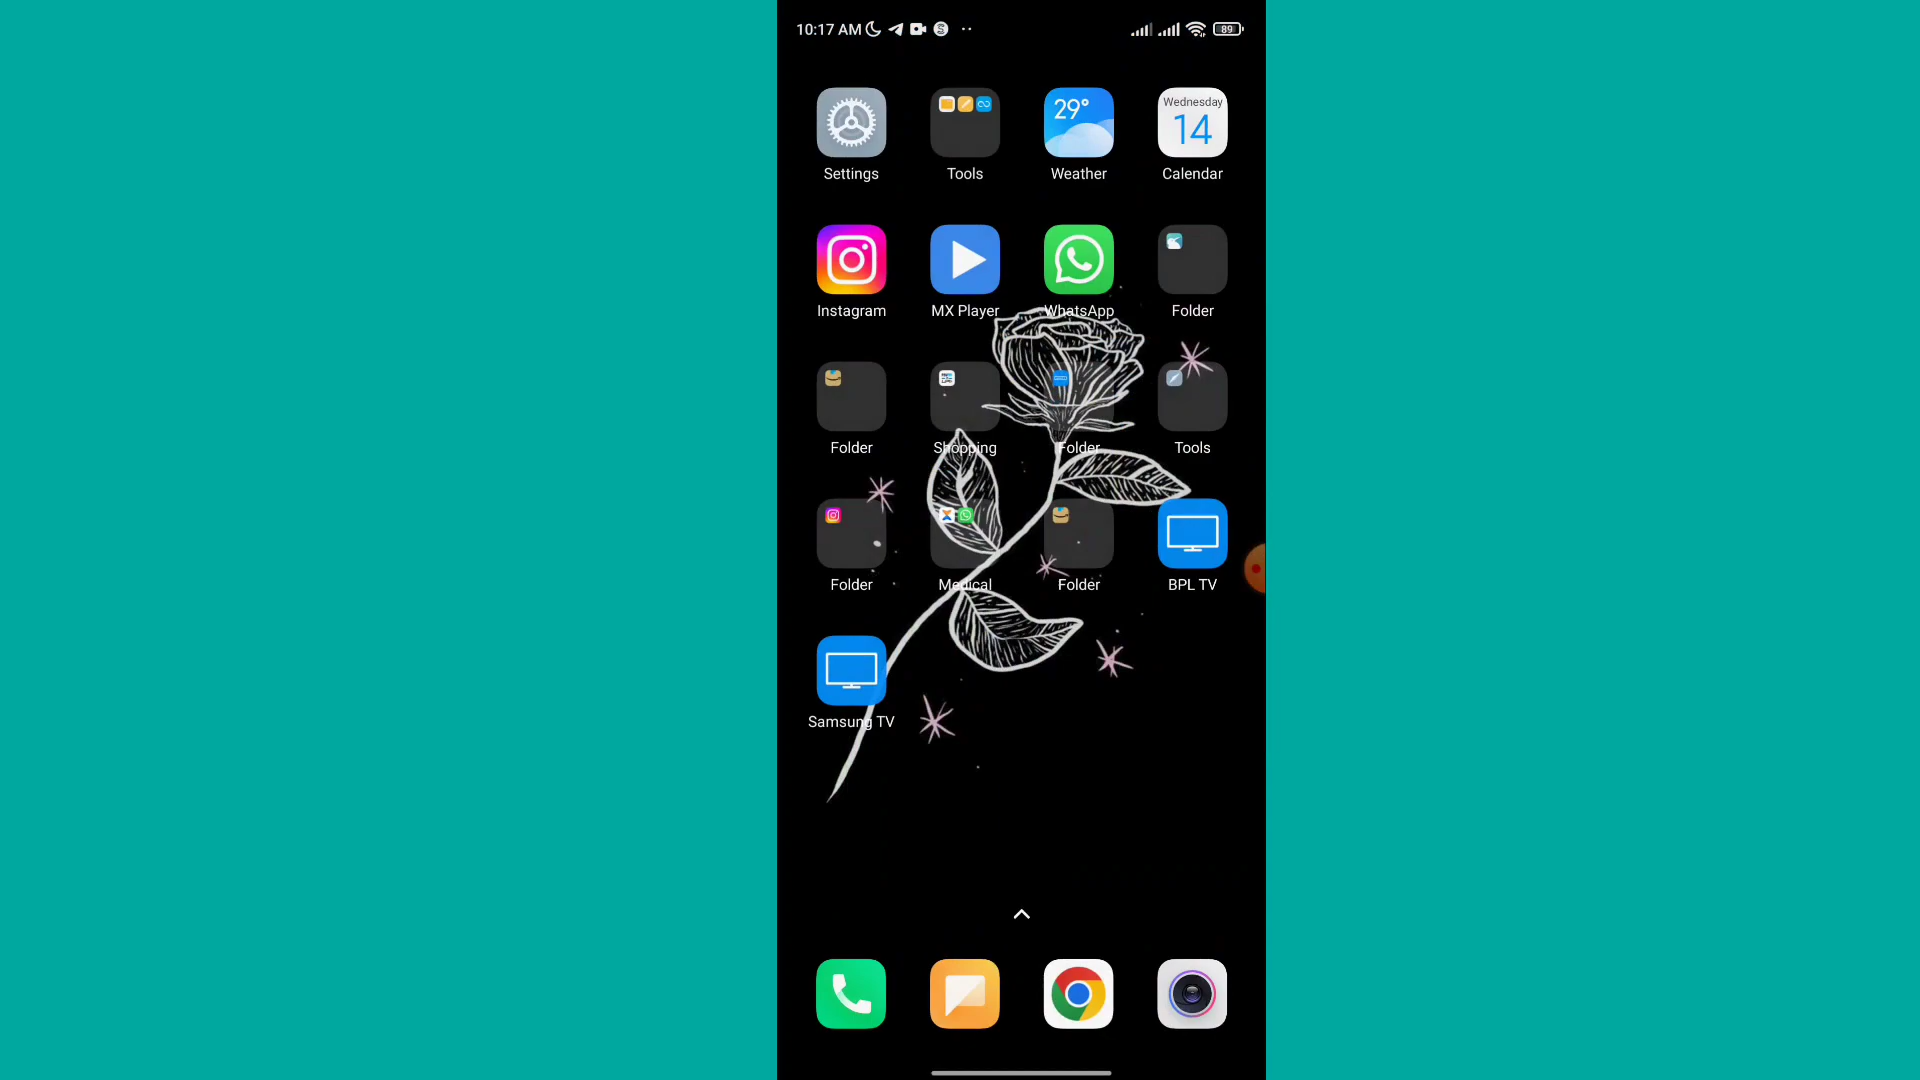 10:17 AM
89
29°
Wednesday
14
Settings
Tools
Weather
Calendar
Instagram
MX Player
WhatsApp
Folder
Folder
Shopping
Folder
Tools
Folder
Medical
Folder
BPL TV
Samsung TV